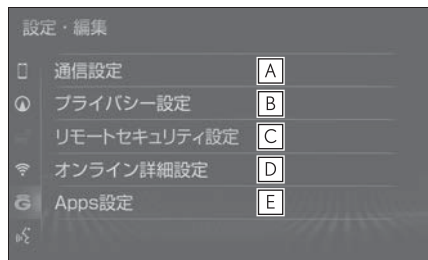 設定・編集
通信設定 A
プライバシー設定 B
リモートセキュリティ設定 C
オンライン詳細設定 D
Apps設定 E